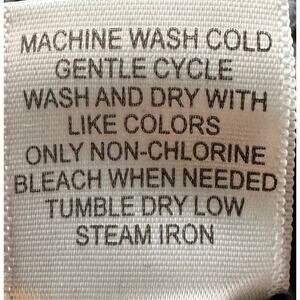 MACHINE WASH COLD
GENTLE CYCLE
WASH AND DRY WITH
LIKE COLORS
ONLY NON-CHLORINE
BLEACH WHEN NEEDED
TUMBLE DRY LOW
STEAM IRON